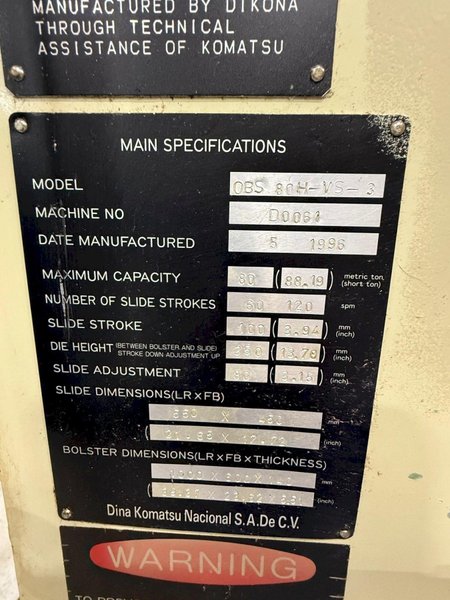 MANUFACTURED BY DIKONA
THROUGH TECHNICAL
ASSISTANCE OF KOMATSU
MAIN SPECIFICATIONS
MODEL OBS 80H-VS-3
MACHINE NO D0061
DATE MANUFACTURED 5 1996
MAXIMUM CAPACITY 80 (88.19) metric ton (short ton)
NUMBER OF SLIDE STROKES 60 120 spm
SLIDE STROKE 100 (3.94) mm (inch)
DIE HEIGHT (BETWEEN BOLSTER AND SLIDE) STROKE DOWN ADJUSTMENT UP 350 (13.78) mm (inch)
SLIDE ADJUSTMENT 80 (3.15) mm (inch)
SLIDE DIMENSIONS(LR×FB)
mm
(inch)
BOLSTER DIMENSIONS(LR×FB×THICKNESS)
mm
(inch)
Dina Komatsu Nacional S.A.De C.V.
WARNING